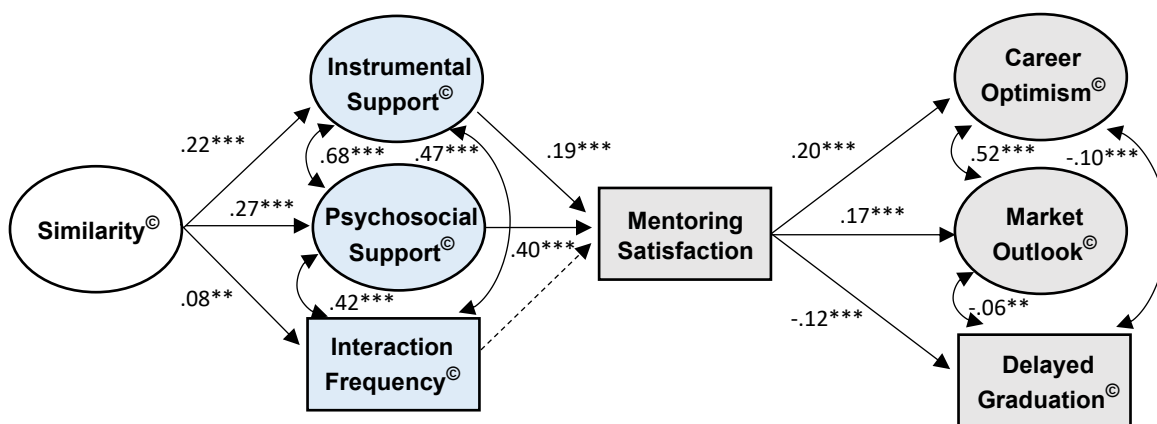 Instrumental
Support©
Career
Optimism©
.22***
.68***
.47***
.19***
.20***
.52***
-.10***
Similarity©
.27***
Psychosocial
Support©
.40***
Mentoring
Satisfaction
.17***
Market
Outlook©
.08**
.42***
-.12***
-.06**
Interaction
Frequency©
Delayed
Graduation©